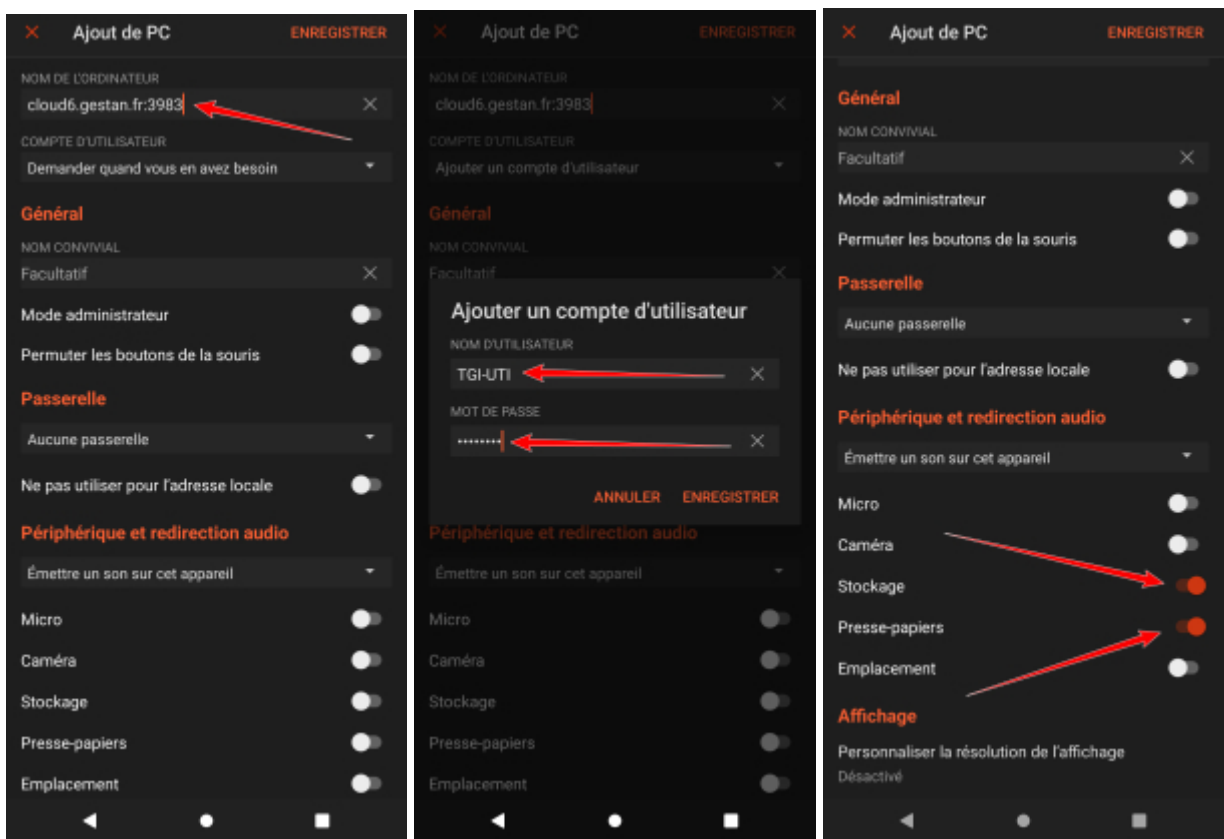 Ajout de PC
ENREGISTRER
NOM DE L'ORDINATEUR
cloud6.gestan.fr:3983
COMPTE D'UTILISATEUR
Demander quand vous en avez besoin
Général
NOM CONVIVIAL
Facultatif
Mode administrateur
Permuter les boutons de la souris
Passerelle
Aucune passerelle
Ne pas utiliser pour l'adresse locale
Périphérique et redirection audio
Émettre un son sur cet appareil
Micro
Caméra
Stockage
Presse-papiers
Emplacement
Ajout de PC
ENREGISTRER
NOM DE L'ORDINATEUR
cloud6.gestan.fr:3983
COMPTE D'UTILISATEUR
Ajouter un compte d'utilisateur
Général
NOM CONVIVIAL
Facultatif
Ajouter un compte d'utilisateur
NOM D'UTILISATEUR
TGI-UTI
MOT DE PASSE
••••••••
ANNULER ENREGISTRER
Périphérique et redirection audio
Émettre un son sur cet appareil
Micro
Caméra
Stockage
Presse-papiers
Emplacement
Ajout de PC
ENREGISTRER
Général
NOM CONVIVIAL
Facultatif
Mode administrateur
Permuter les boutons de la souris
Passerelle
Aucune passerelle
Ne pas utiliser pour l'adresse locale
Périphérique et redirection audio
Émettre un son sur cet appareil
Micro
Caméra
Stockage
Presse-papiers
Emplacement
Affichage
Personnaliser la résolution de l'affichage
Désactivé